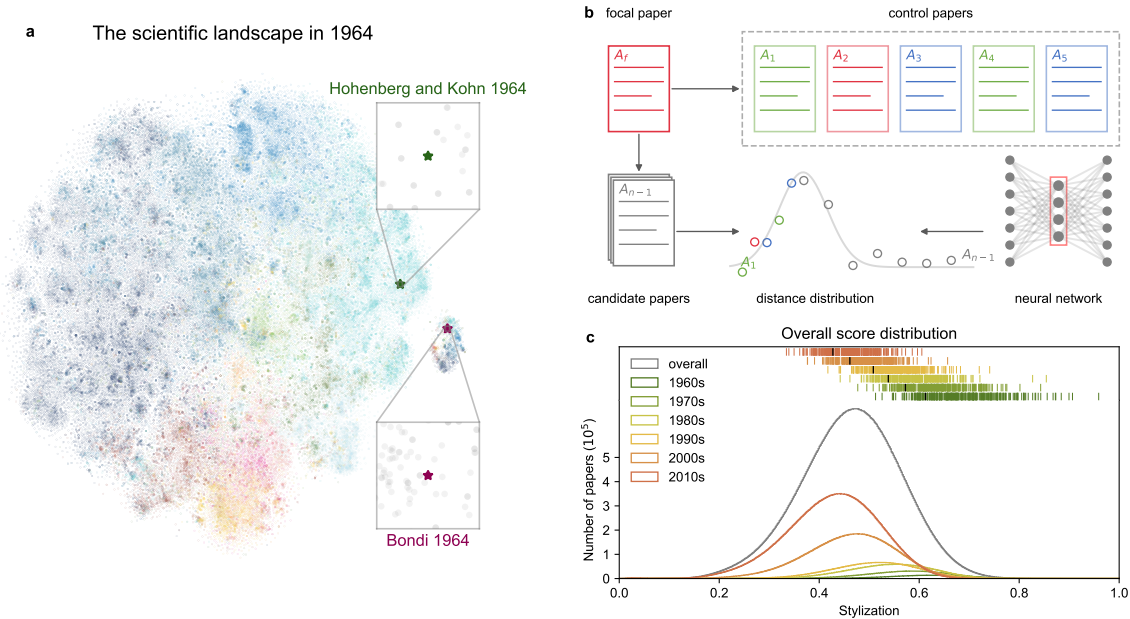 a
The scientific landscape in 1964
Hohenberg and Kohn 1964
Bondi 1964
b
focal paper
control papers
A_f
A_1
A_2
A_3
A_4
A_5
A_{n−1}
A_1
A_{n−1}
candidate papers
distance distribution
neural network
c
Overall score distribution
overall
1960s
1970s
1980s
1990s
2000s
2010s
Number of papers (10^5)
5
4
3
2
1
0
0.0
0.2
0.4
0.6
0.8
1.0
Stylization